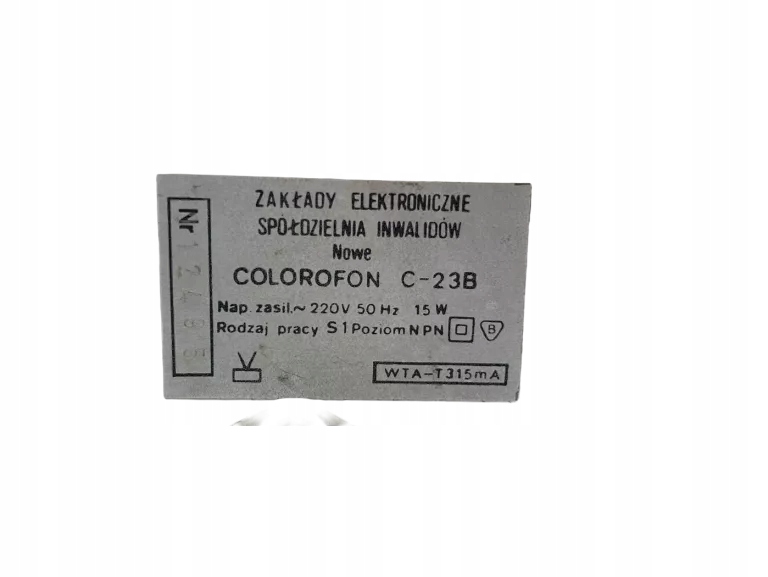 ZAKŁADY ELEKTRONICZNE
SPÓŁDZIELNIA INWALIDÓW
Nowe
COLOROFON C-23B
Nap. zasil.~ 220V 50 Hz 15 W
Rodzaj pracy S1 Poziom N PN B
WTA-T315mA
Nr